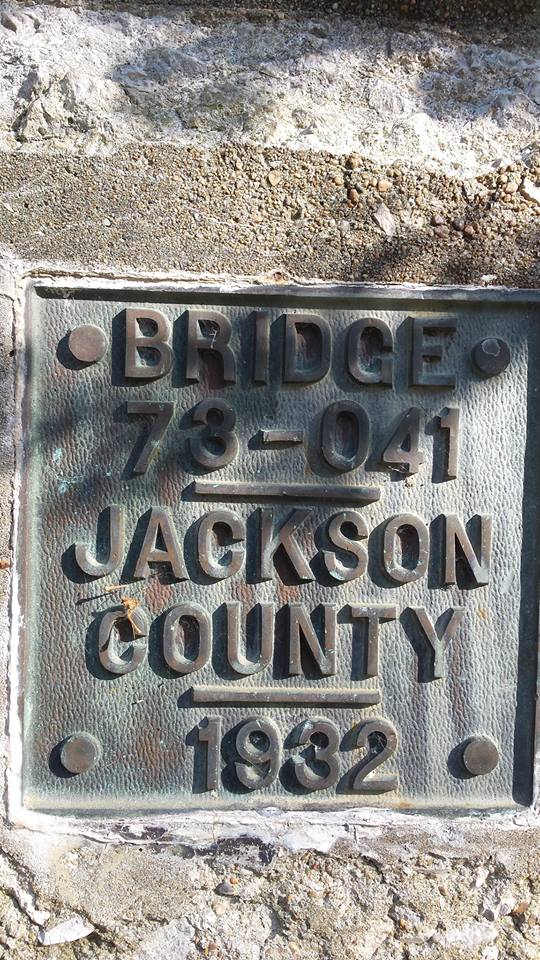 BRIDGE
73-041
JACKSON
COUNTY
1932